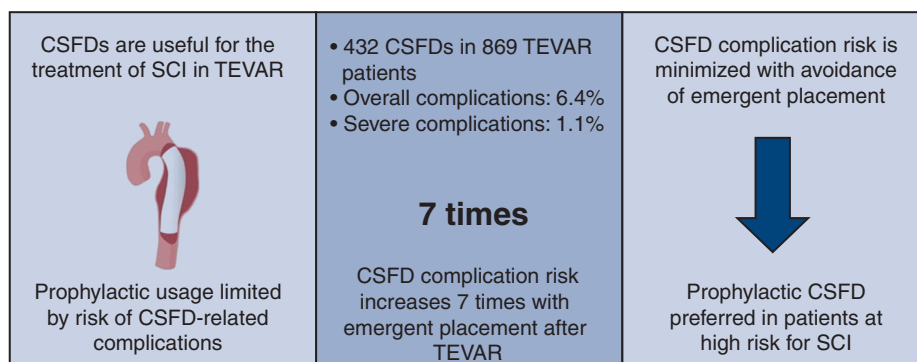 CSFDs are useful for the
treatment of SCI in TEVAR
Prophylactic usage limited
by risk of CSFD-related
complications
• 432 CSFDs in 869 TEVAR
patients
• Overall complications: 6.4%
• Severe complications: 1.1%
7 times
CSFD complication risk
increases 7 times with
emergent placement after
TEVAR
CSFD complication risk is
minimized with avoidance
of emergent placement
Prophylactic CSFD
preferred in patients at
high risk for SCI